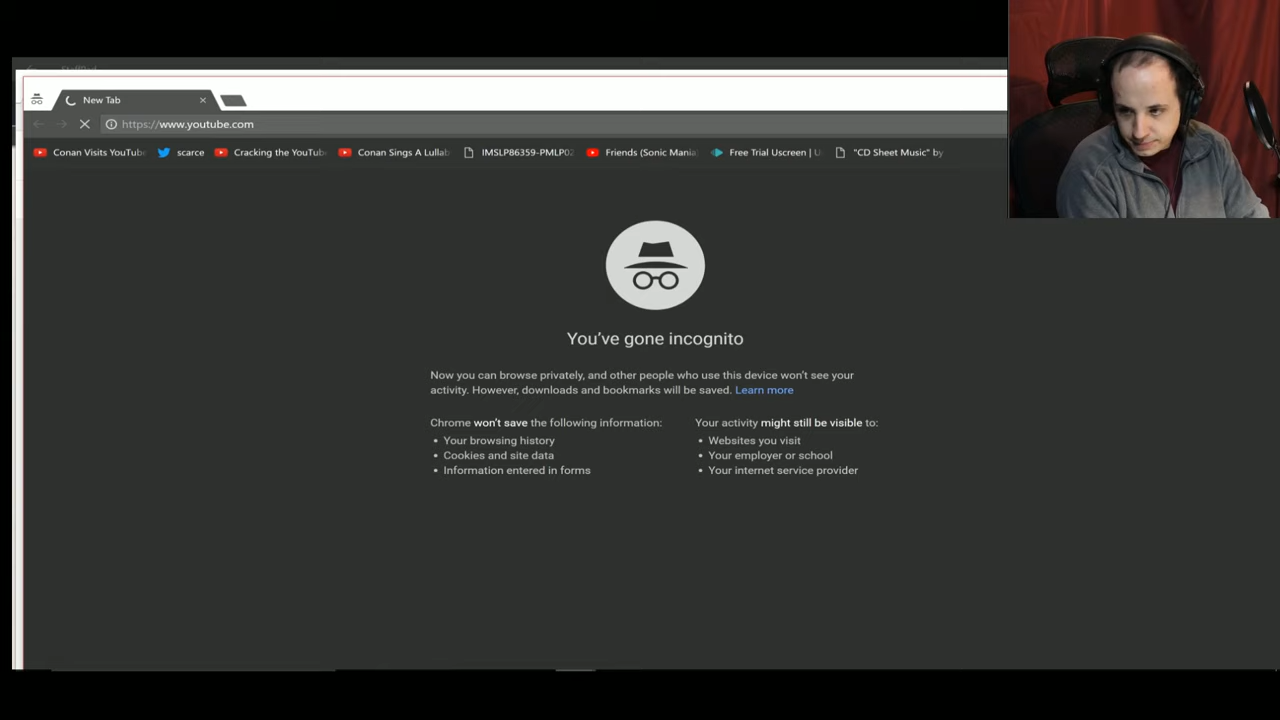 StaffPad
New Tab
https://www.youtube.com
Conan Visits YouTube scarce Cracking the YouTub Conan Sings A Lullab IMSLP86359-PMLP02 Friends (Sonic Mania Free Trial Uscreen | U "CD Sheet Music" by
You've gone incognito
Now you can browse privately, and other people who use this device won't see your
activity. However, downloads and bookmarks will be saved. Learn more
Chrome won't save the following information:
Your browsing history
Cookies and site data
Information entered in forms
Your activity might still be visible to:
Websites you visit
Your employer or school
Your internet service provider